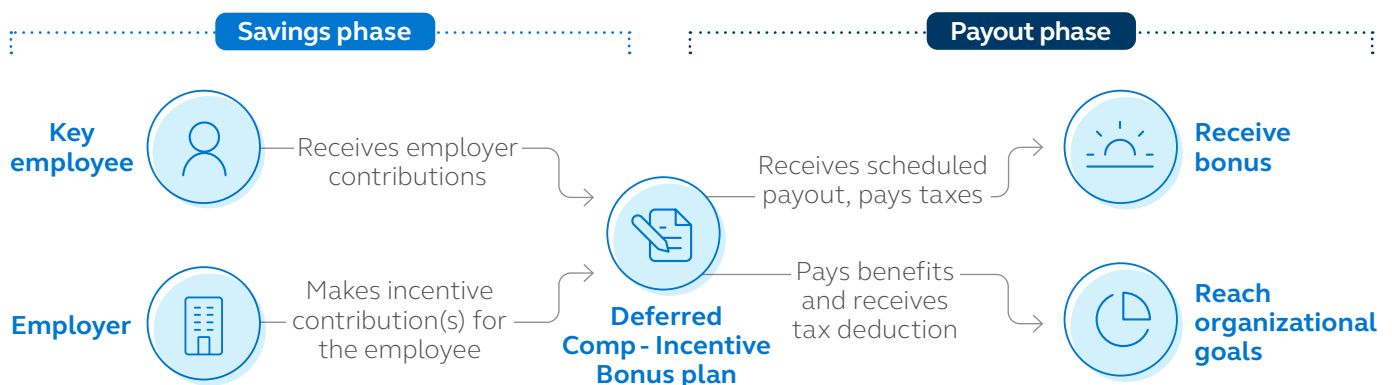 Savings phase
Payout phase
Key
employee
Receives employer
contributions
Receives scheduled
payout, pays taxes
Receive
bonus
Employer
Makes incentive
contribution(s) for
the employee
Deferred
Comp - Incentive
Bonus plan
Pays benefits
and receives
tax deduction
Reach
organizational
goals